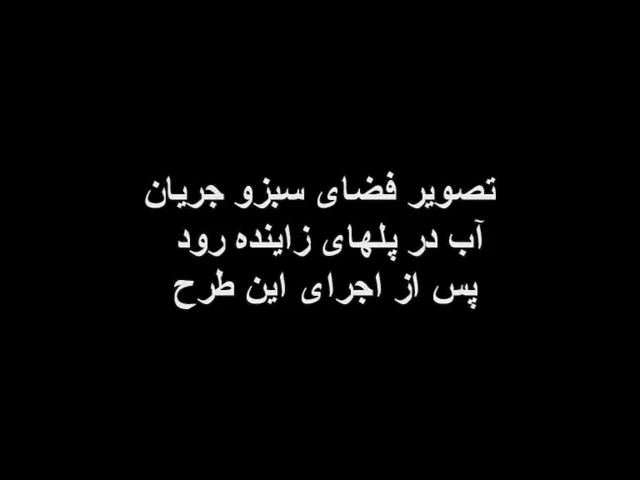 تصویر فضای سبزو جریان
آب در پلهای زاینده رود
پس از اجرای این طرح